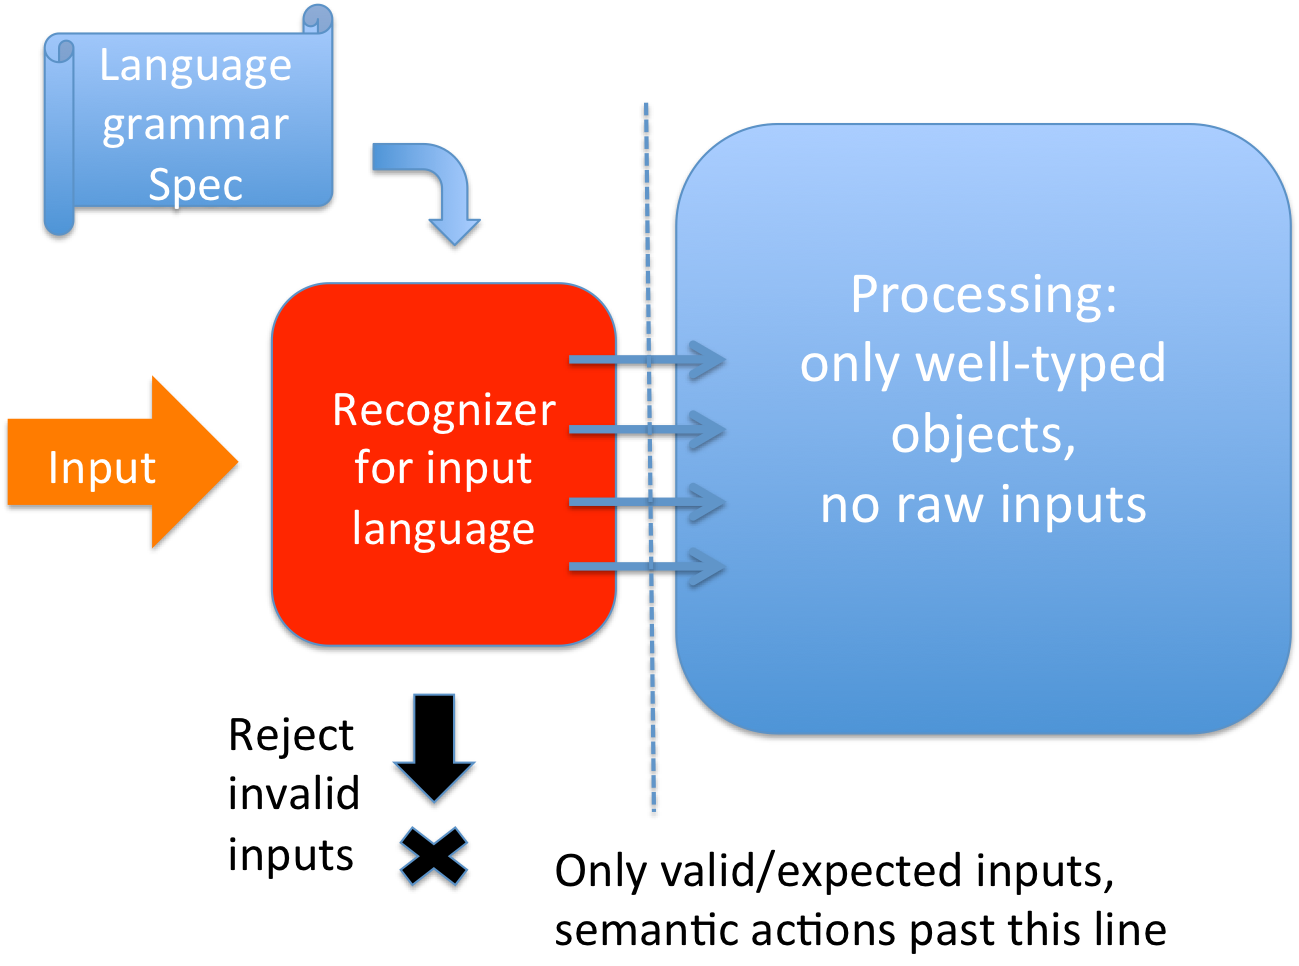 Language
grammar
Spec
Input
Recognizer
for input
language
Processing:
only well-typed
objects,
no raw inputs
Reject
invalid
inputs
Only valid/expected inputs,
semantic actions past this line